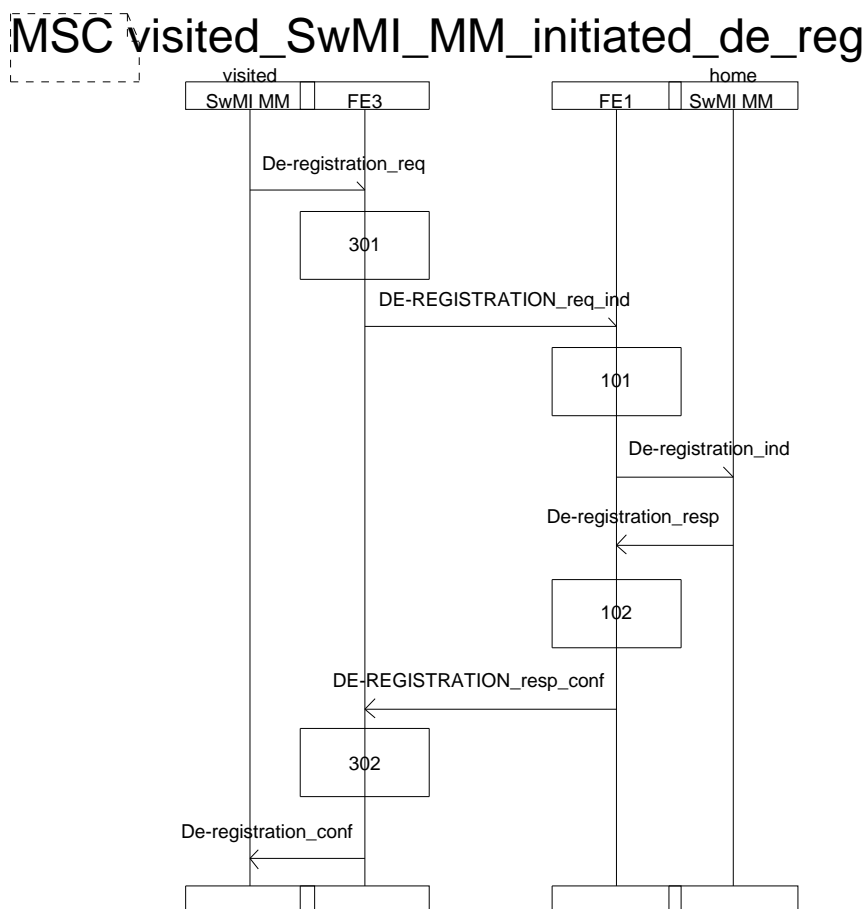 MSC visited_SwMI_MM_initiated_de_reg
visited
home
SwMI MM
FE3
FE1
SwMI MM
De-registration_req
301
DE-REGISTRATION_req_ind
101
De-registration_ind
De-registration_resp
102
DE-REGISTRATION_resp_conf
302
De-registration_conf